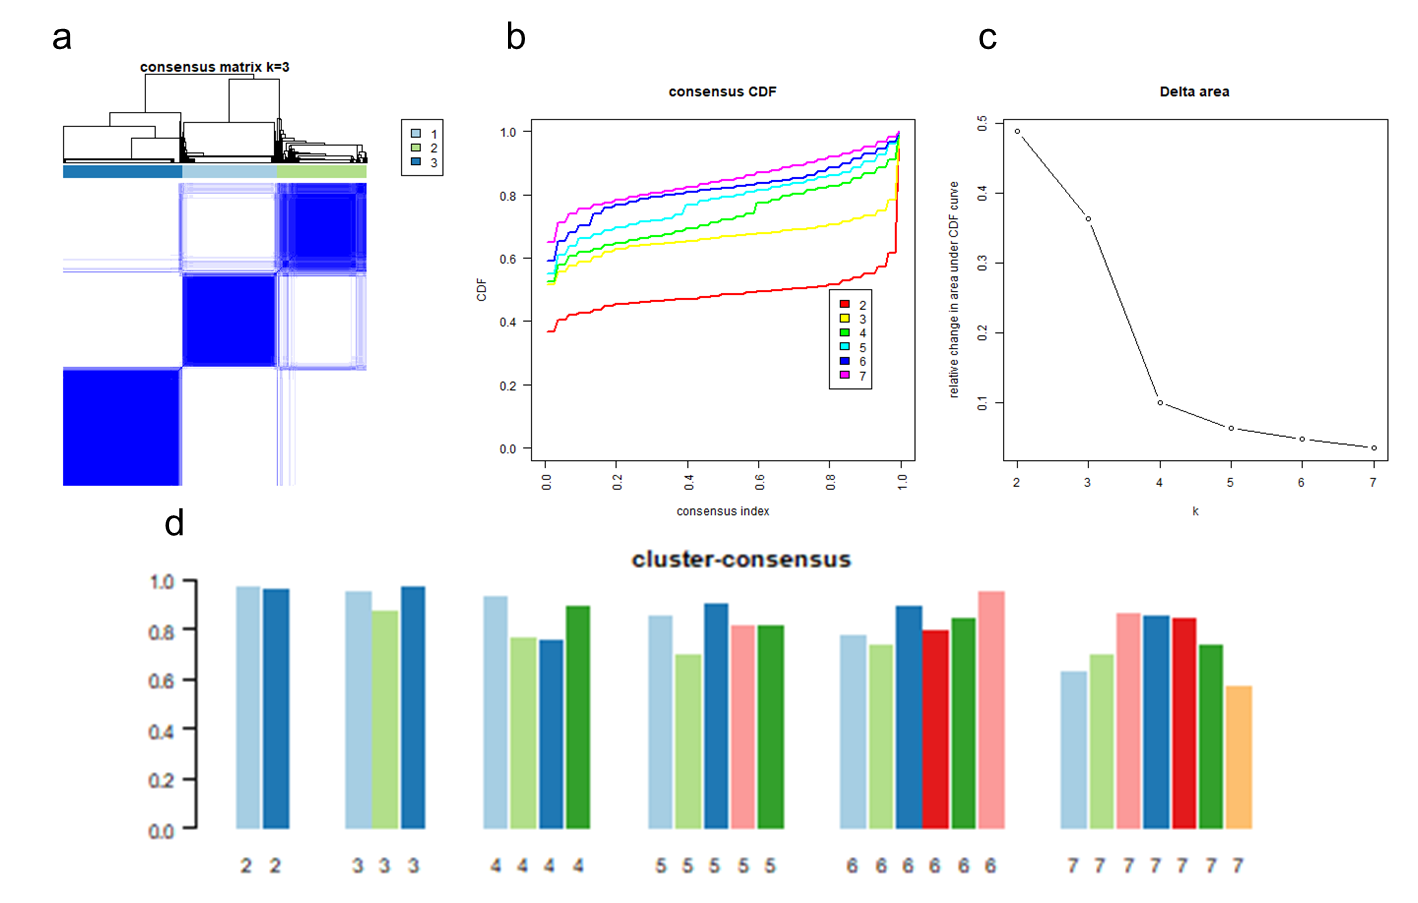 a
consensus matrix k=3
1
2
3
b
consensus CDF
CDF
1.0
0.8
0.6
0.4
0.2
0.0
2
3
4
5
6
7
0.0 0.2 0.4 0.6 0.8 1.0
consensus index
c
Delta area
relative change in area under CDF curve
0.5
0.4
0.3
0.2
0.1
2 3 4 5 6 7
k
d
cluster-consensus
1.0
0.8
0.6
0.4
0.2
0.0
2 2 3 3 3 4 4 4 4 5 5 5 5 5 6 6 6 6 6 6 7 7 7 7 7 7 7